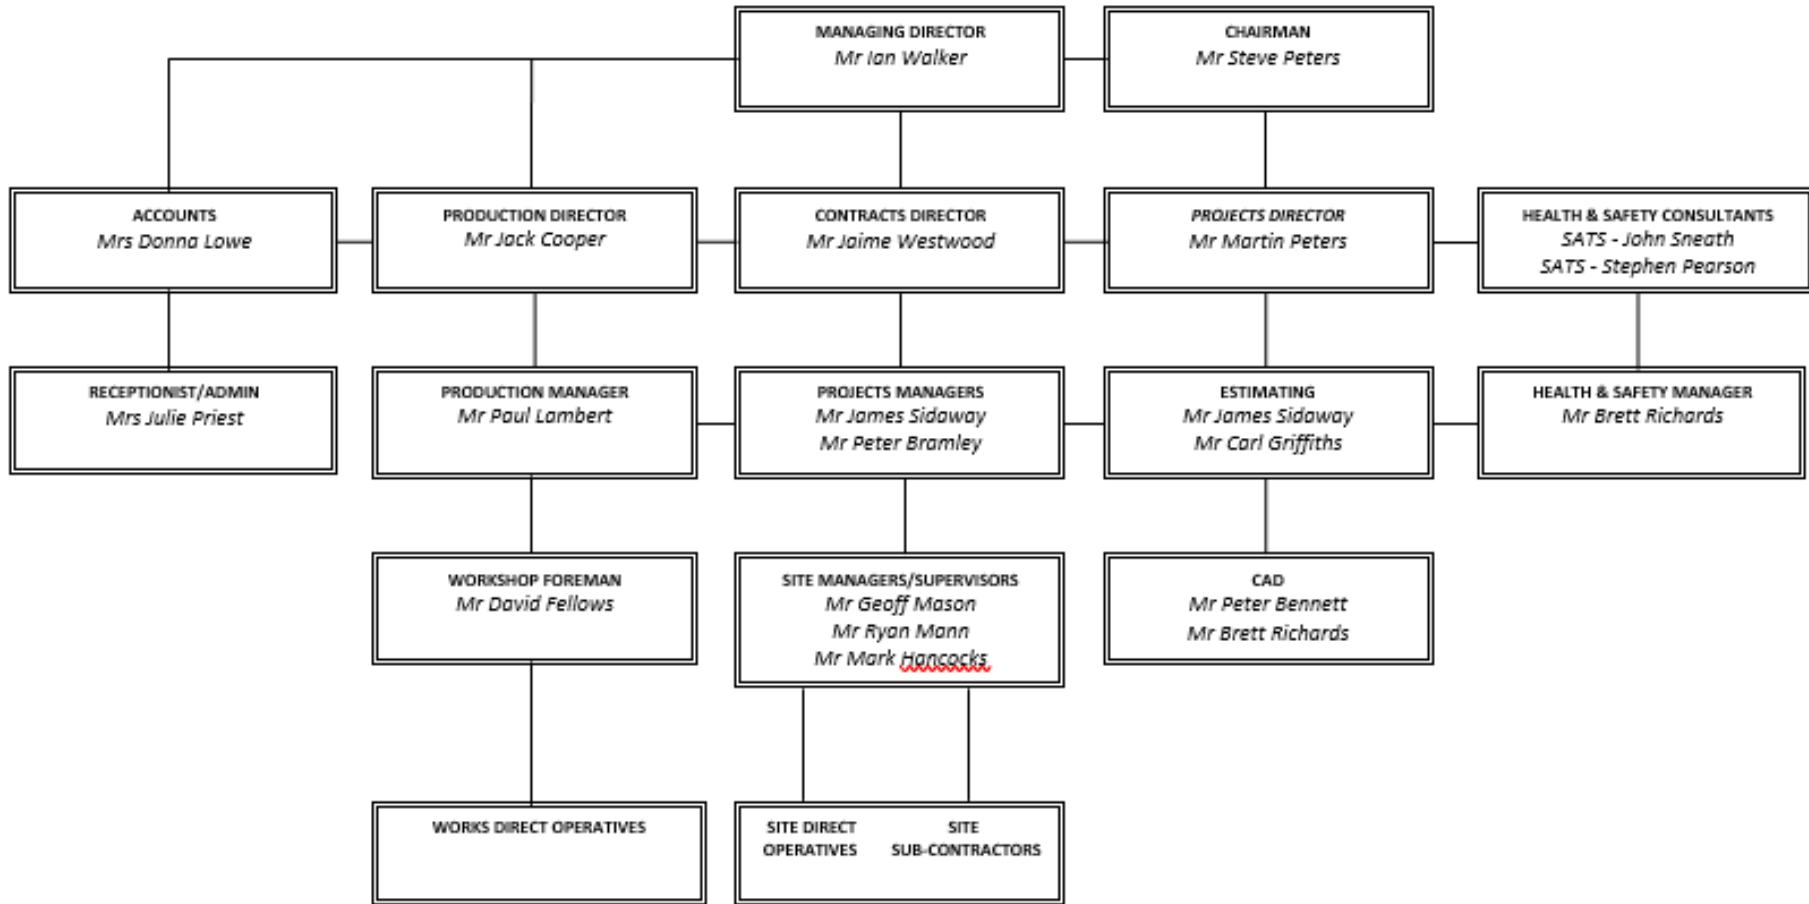 MANAGING DIRECTOR
Mr Ian Walker
CHAIRMAN
Mr Steve Peters
ACCOUNTS
Mrs Donna Lowe
PRODUCTION DIRECTOR
Mr Jack Cooper
CONTRACTS DIRECTOR
Mr Jaime Westwood
PROJECTS DIRECTOR
Mr Martin Peters
HEALTH & SAFETY CONSULTANTS
SATS - John Sneath
SATS - Stephen Pearson
RECEPTIONIST/ADMIN
Mrs Julie Priest
PRODUCTION MANAGER
Mr Paul Lambert
PROJECTS MANAGERS
Mr James Sidaway
Mr Peter Bramley
ESTIMATING
Mr James Sidaway
Mr Carl Griffiths
HEALTH & SAFETY MANAGER
Mr Brett Richards
WORKSHOP FOREMAN
Mr David Fellows
SITE MANAGERS/SUPERVISORS
Mr Geoff Mason
Mr Ryan Mann
Mr Mark Hancocks
CAD
Mr Peter Bennett
Mr Brett Richards
WORKS DIRECT OPERATIVES
SITE DIRECT
OPERATIVES
SITE
SUB-CONTRACTORS